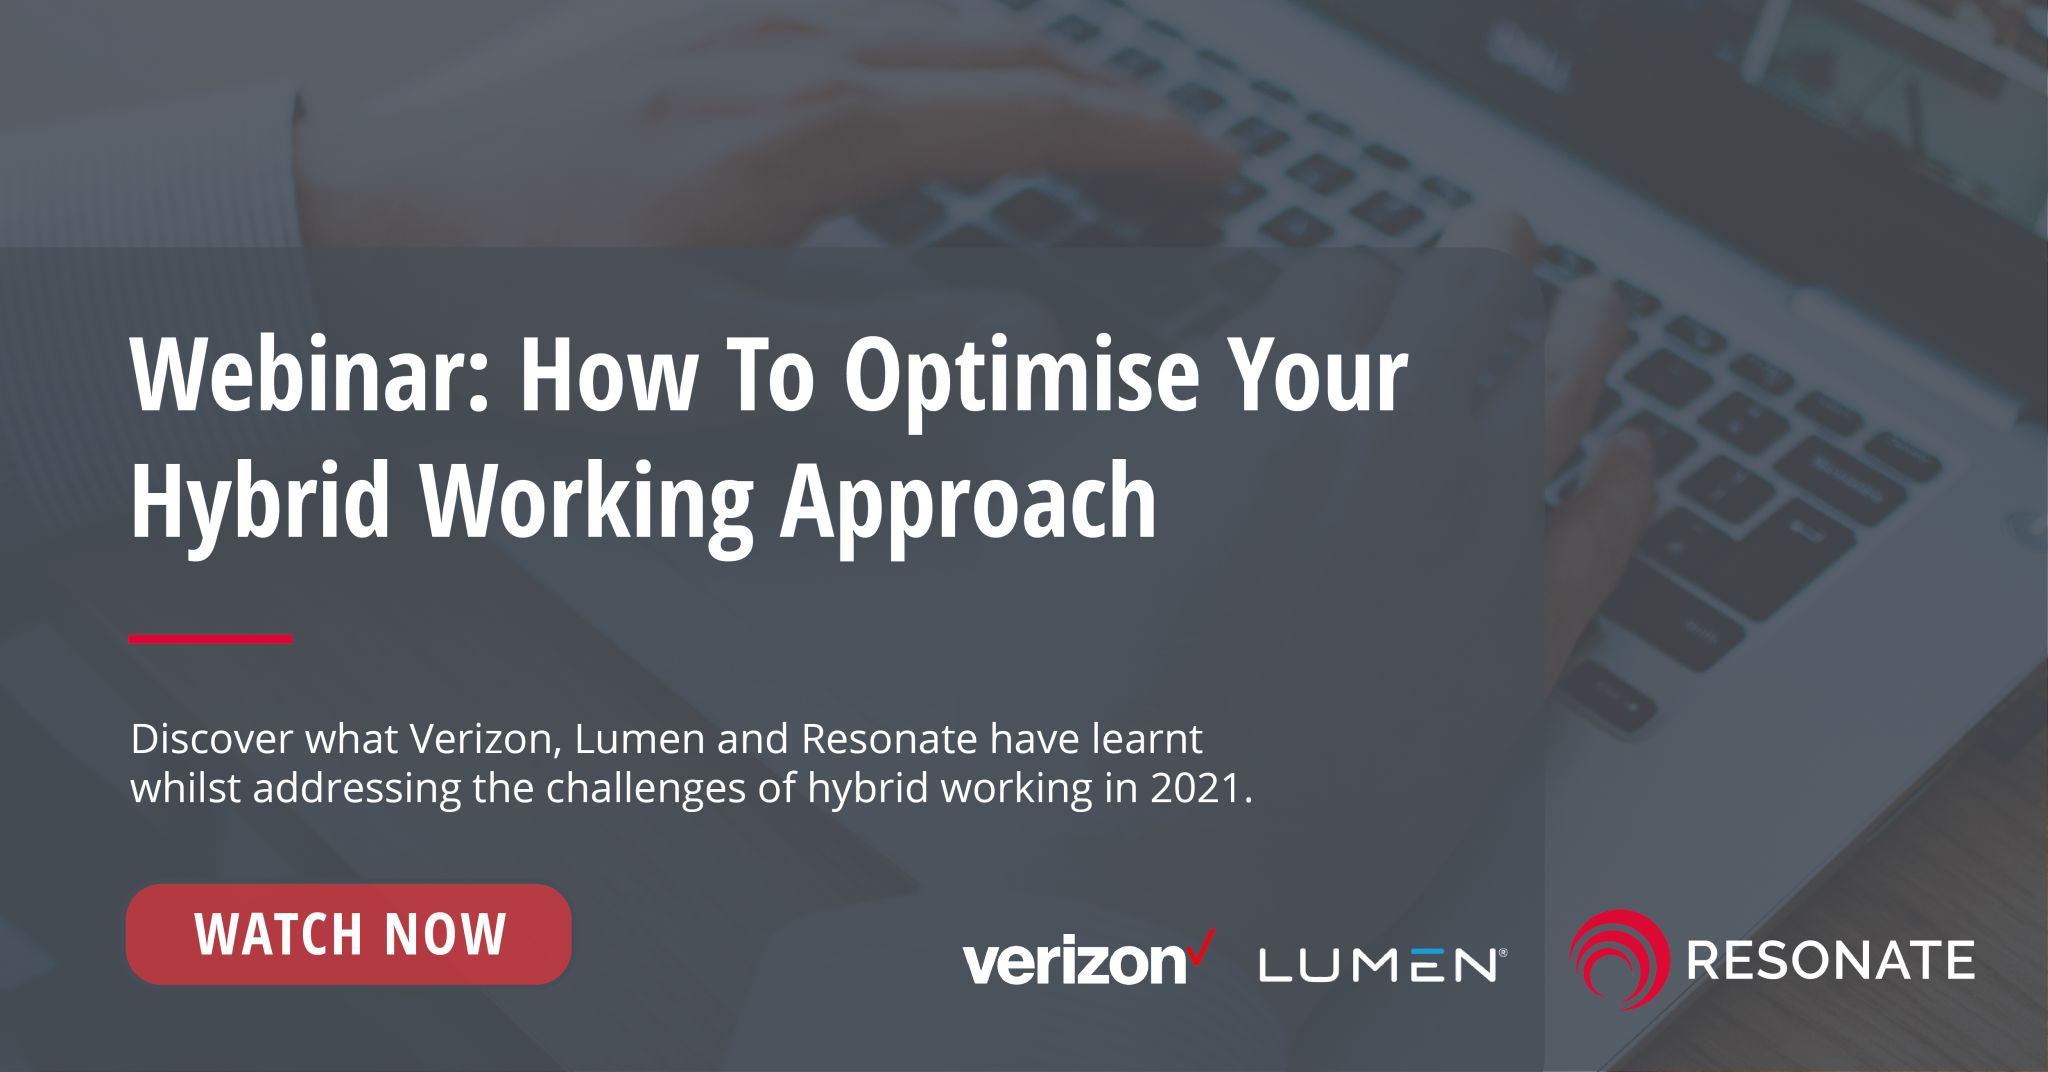 Webinar: How To Optimise Your
Hybrid Working Approach
Discover what Verizon, Lumen and Resonate have learnt
whilst addressing the challenges of hybrid working in 2021.
WATCH NOW
verizon✓
LUMEN®
RESONATE